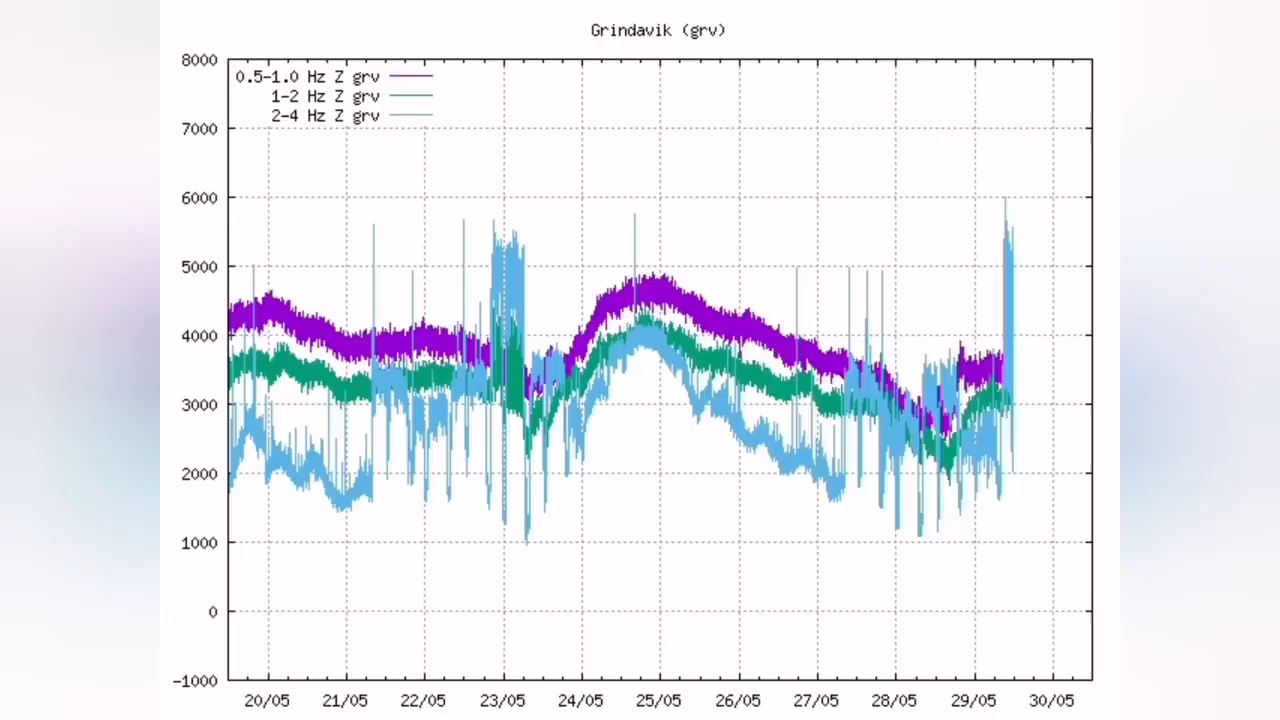 Grindavik (grv)
8000
0.5-1.0 Hz Z grv
1-2 Hz Z grv
2-4 Hz Z grv
7000
6000
5000
4000
3000
2000
1000
0
-1000
20/05 21/05 22/05 23/05 24/05 25/05 26/05 27/05 28/05 29/05 30/05